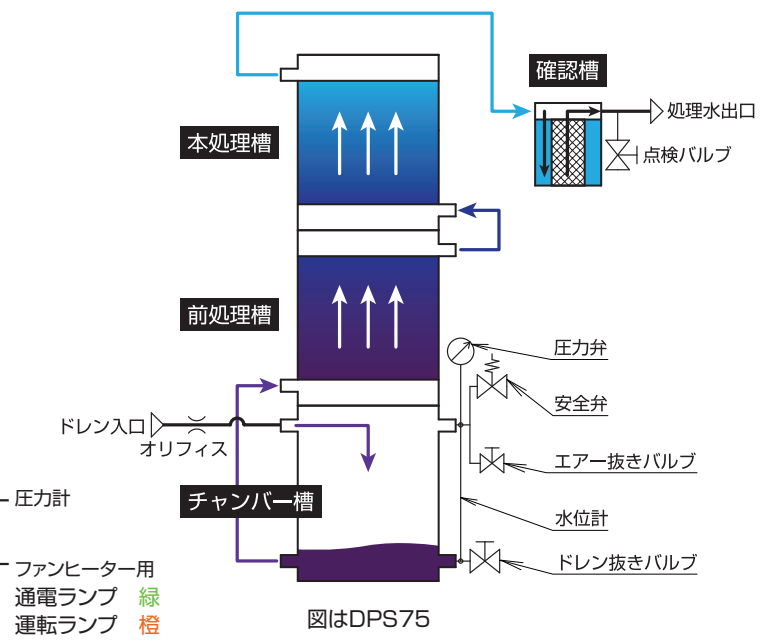 確認槽
処理水出口
本処理槽
点検バルブ
前処理槽
圧力弁
安全弁
ドレン入口
オリフィス
エアー抜きバルブ
圧力計
チャンバー槽
水位計
ファンヒーター用
ドレン抜きバルブ
通電ランプ 緑
運転ランプ 橙
図はDPS75